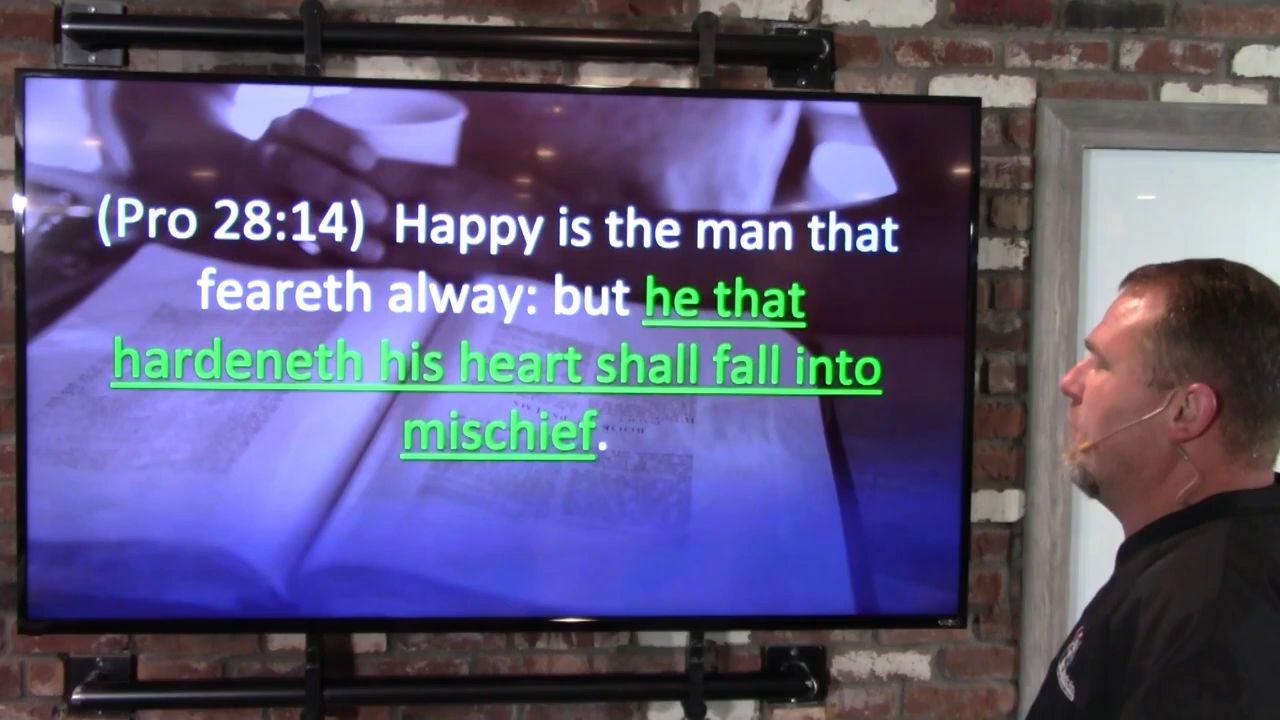 (Pro 28:14)  Happy is the man that
feareth alway: but he that
hardeneth his heart shall fall into
mischief.
VIZIO